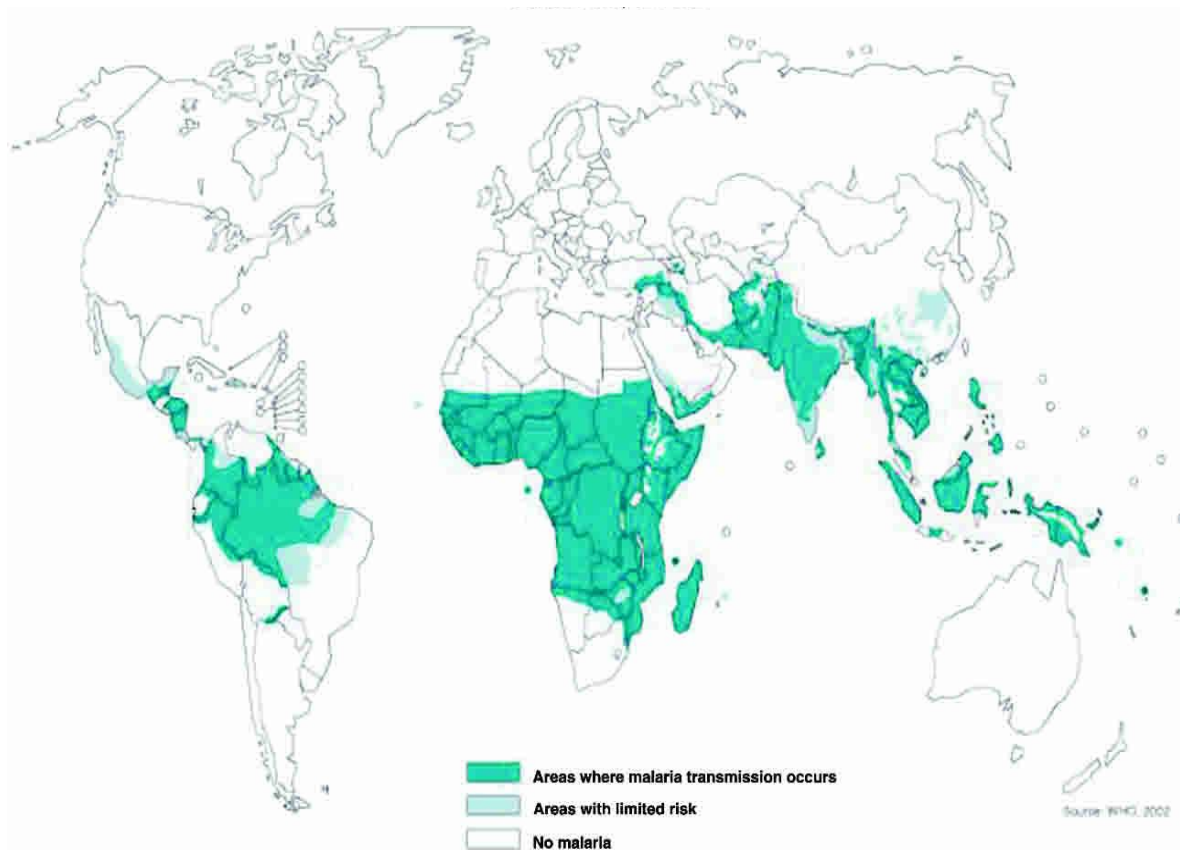 Areas where malaria transmission occurs
Areas with limited risk
No malaria
Source: WHO, 2002